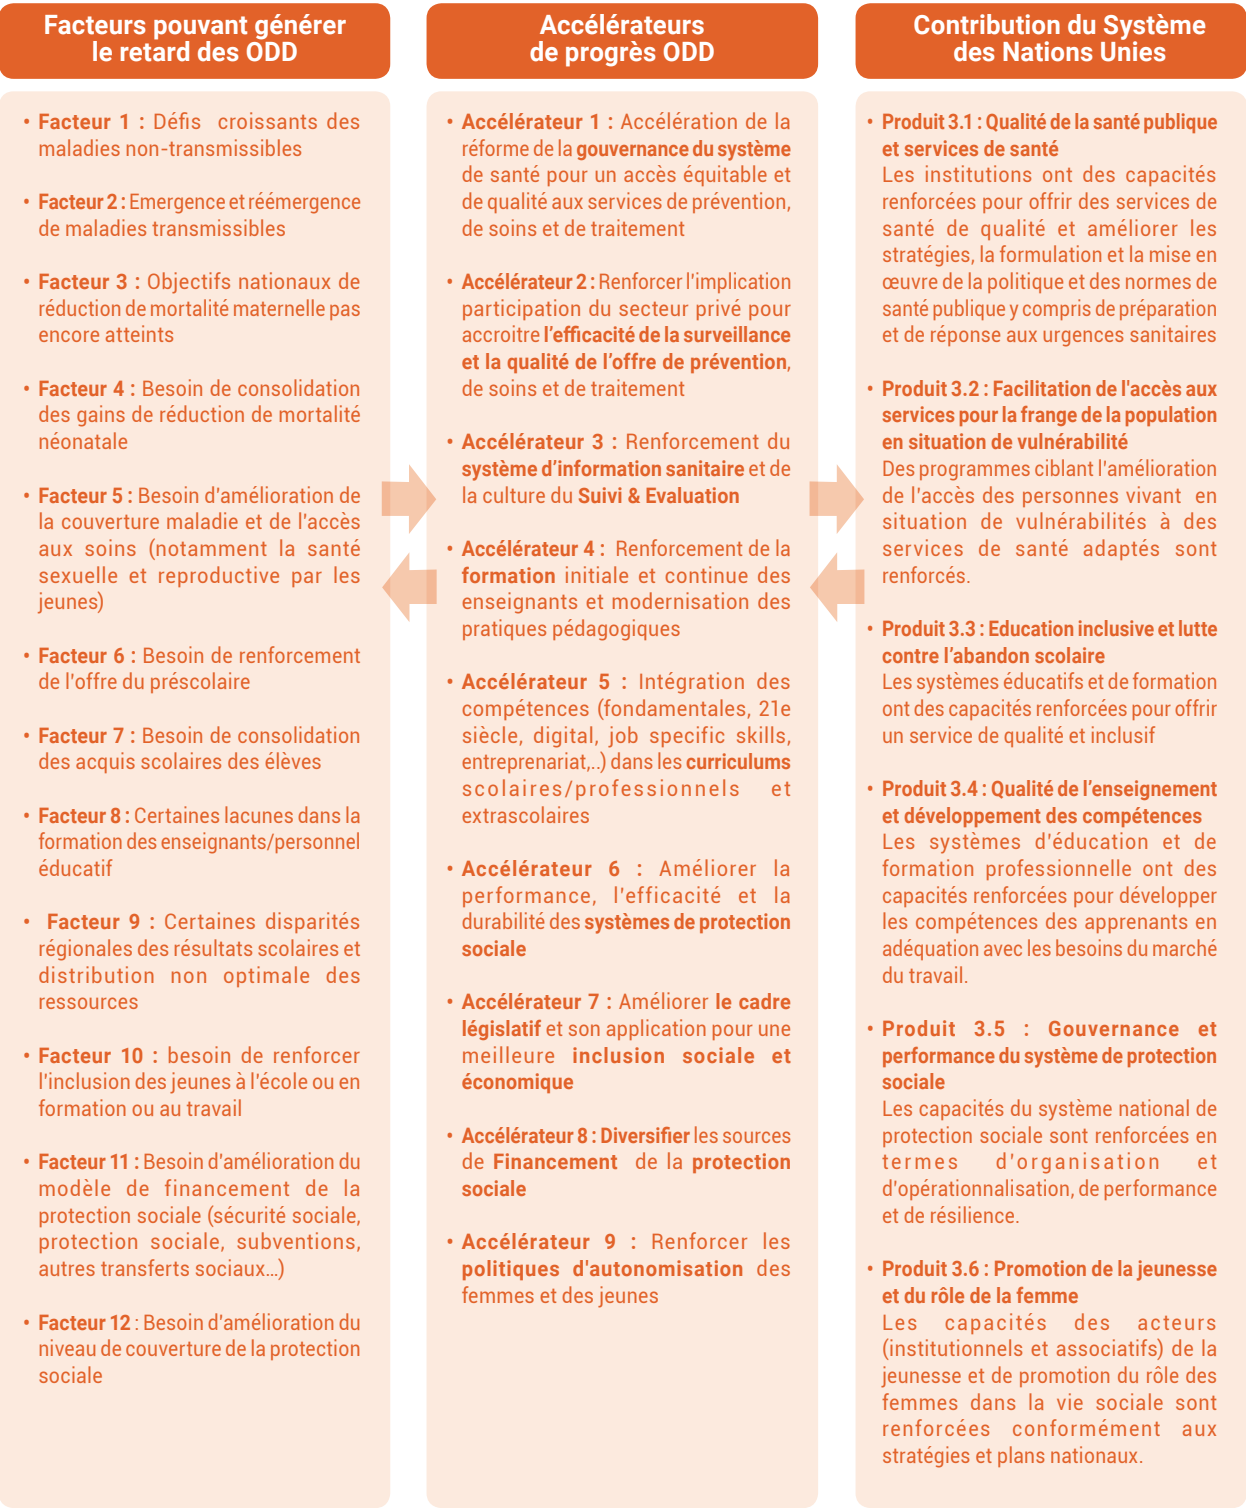 Facteurs pouvant générer
le retard des ODD
• Facteur 1 : Défis croissants des
maladies non-transmissibles
• Facteur 2 : Emergence et réémergence
de maladies transmissibles
• Facteur 3 : Objectifs nationaux de
réduction de mortalité maternelle pas
encore atteints
• Facteur 4 : Besoin de consolidation
des gains de réduction de mortalité
néonatale
• Facteur 5 : Besoin d'amélioration de
la couverture maladie et de l'accès
aux soins (notamment la santé
sexuelle et reproductive par les
jeunes)
• Facteur 6 : Besoin de renforcement
de l'offre du préscolaire
• Facteur 7 : Besoin de consolidation
des acquis scolaires des élèves
• Facteur 8 : Certaines lacunes dans la
formation des enseignants/personnel
éducatif
• Facteur 9 : Certaines disparités
régionales des résultats scolaires et
distribution non optimale des
ressources
• Facteur 10 : besoin de renforcer
l'inclusion des jeunes à l'école ou en
formation ou au travail
• Facteur 11 : Besoin d'amélioration du
modèle de financement de la
protection sociale (sécurité sociale,
protection sociale, subventions,
autres transferts sociaux…)
• Facteur 12 : Besoin d'amélioration du
niveau de couverture de la protection
sociale
Accélérateurs
de progrès ODD
• Accélérateur 1 : Accélération de la
réforme de la gouvernance du système
de santé pour un accès équitable et
de qualité aux services de prévention,
de soins et de traitement
• Accélérateur 2 : Renforcer l'implication
participation du secteur privé pour
accroitre l’efficacité de la surveillance
et la qualité de l’offre de prévention,
de soins et de traitement
• Accélérateur 3 : Renforcement du
système d’information sanitaire et de
la culture du Suivi & Evaluation
• Accélérateur 4 : Renforcement de la
formation initiale et continue des
enseignants et modernisation des
pratiques pédagogiques
• Accélérateur 5 : Intégration des
compétences (fondamentales, 21e
siècle, digital, job specific skills,
entreprenariat,..) dans les curriculums
scolaires/professionnels et
extrascolaires
• Accélérateur 6 : Améliorer la
performance, l'efficacité et la
durabilité des systèmes de protection
sociale
• Accélérateur 7 : Améliorer le cadre
législatif et son application pour une
meilleure inclusion sociale et
économique
• Accélérateur 8 : Diversifier les sources
de Financement de la protection
sociale
• Accélérateur 9 : Renforcer les
politiques d'autonomisation des
femmes et des jeunes
Contribution du Système
des Nations Unies
• Produit 3.1 : Qualité de la santé publique
et services de santé
Les institutions ont des capacités
renforcées pour offrir des services de
santé de qualité et améliorer les
stratégies, la formulation et la mise en
œuvre de la politique et des normes de
santé publique y compris de préparation
et de réponse aux urgences sanitaires
• Produit 3.2 : Facilitation de l'accès aux
services pour la frange de la population
en situation de vulnérabilité
Des programmes ciblant l'amélioration
de l'accès des personnes vivant en
situation de vulnérabilités à des
services de santé adaptés sont
renforcés.
• Produit 3.3 : Education inclusive et lutte
contre l’abandon scolaire
Les systèmes éducatifs et de formation
ont des capacités renforcées pour offrir
un service de qualité et inclusif
• Produit 3.4 : Qualité de l’enseignement
et développement des compétences
Les systèmes d'éducation et de
formation professionnelle ont des
capacités renforcées pour développer
les compétences des apprenants en
adéquation avec les besoins du marché
du travail.
• Produit 3.5 : Gouvernance et
performance du système de protection
sociale
Les capacités du système national de
protection sociale sont renforcées en
termes d'organisation et
d'opérationnalisation, de performance
et de résilience.
• Produit 3.6 : Promotion de la jeunesse
et du rôle de la femme
Les capacités des acteurs
(institutionnels et associatifs) de la
jeunesse et de promotion du rôle des
femmes dans la vie sociale sont
renforcées conformément aux
stratégies et plans nationaux.